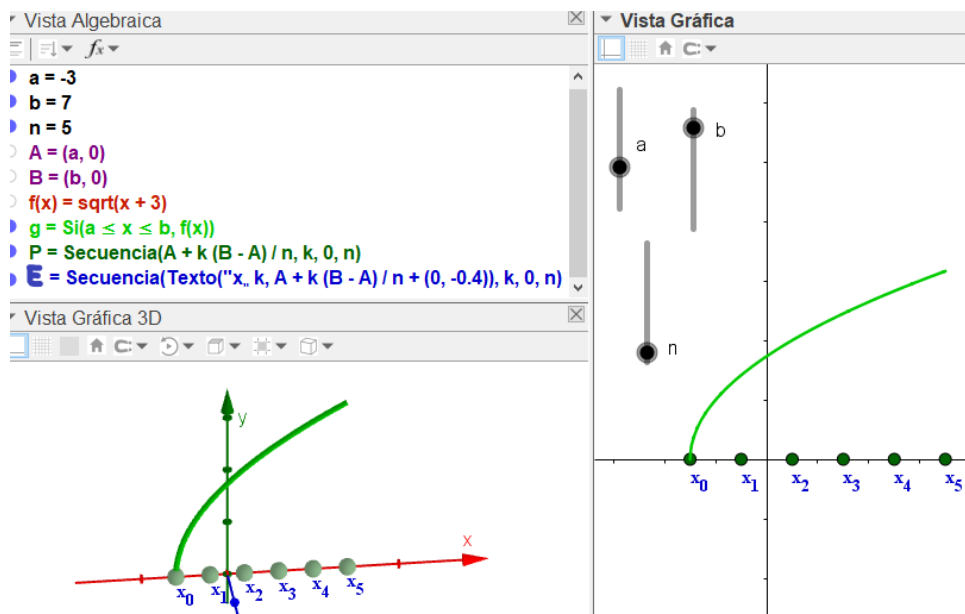 Vista Algebraica
fx
a = -3
b = 7
n = 5
A = (a, 0)
B = (b, 0)
f(x) = sqrt(x + 3)
g = Si(a ≤ x ≤ b, f(x))
P = Secuencia(A + k (B - A) / n, k, 0, n)
E = Secuencia(Texto("x„ k, A + k (B - A) / n + (0, -0.4)), k, 0, n)
Vista Gráfica 3D
y
x
x₀ x₁ x₂ x₃ x₄ x₅
Vista Gráfica
a
b
n
x₀ x₁ x₂ x₃ x₄ x₅